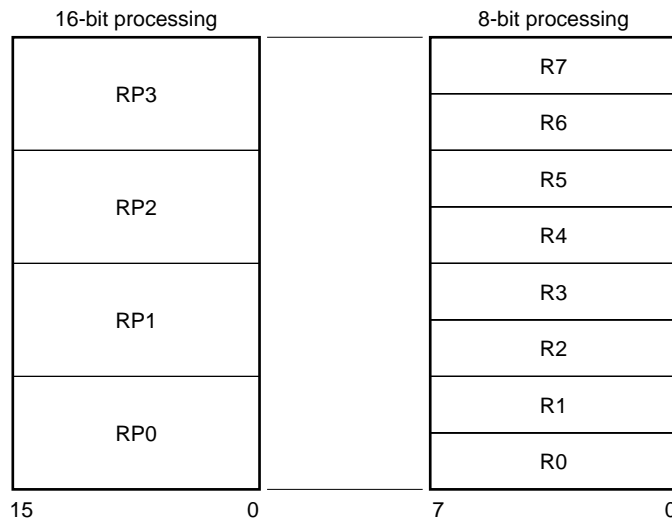 16-bit processing
8-bit processing
RP3
RP2
RP1
RP0
R7
R6
R5
R4
R3
R2
R1
R0
15 0
7 0